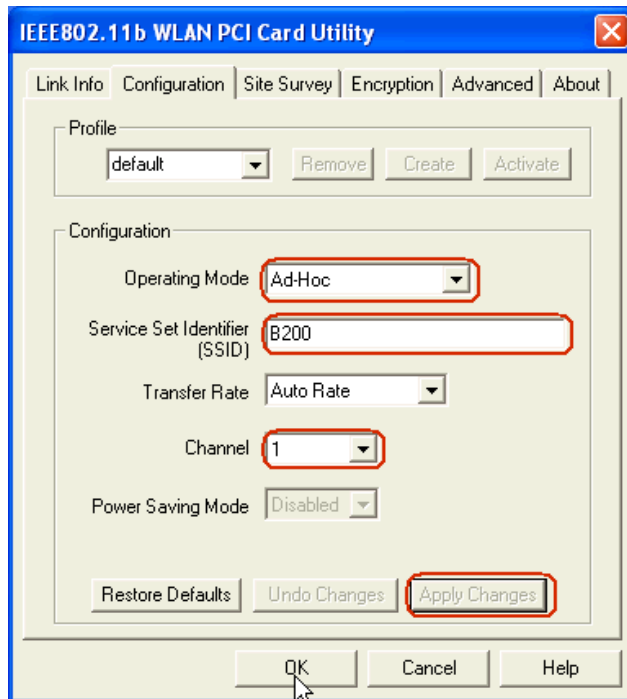 IEEE802.11b WLAN PCI Card Utility
Link Info Configuration Site Survey Encryption Advanced About
Profile
default Remove Create Activate
Configuration
Operating Mode Ad-Hoc
Service Set Identifier (SSID) B200
Transfer Rate Auto Rate
Channel 1
Power Saving Mode Disabled
Restore Defaults Undo Changes Apply Changes
OK Cancel Help